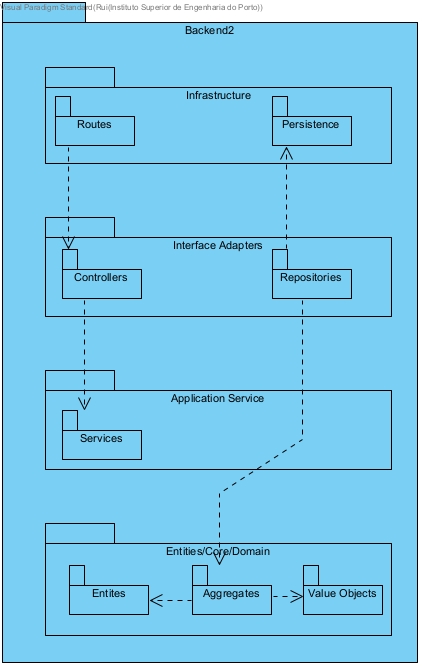 Visual Paradigm Standard(Rui(Instituto Superior de Engenharia do Porto))
Backend2
Infrastructure
Routes
Persistence
Interface Adapters
Controllers
Repositories
Application Service
Services
Entities/Core/Domain
Entites
Aggregates
Value Objects